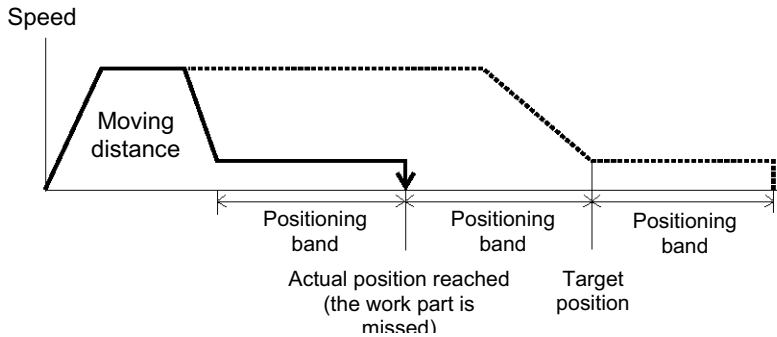 Speed
Moving
distance
Positioning
band
Positioning
band
Positioning
band
Actual position reached
(the work part is
missed)
Target
position